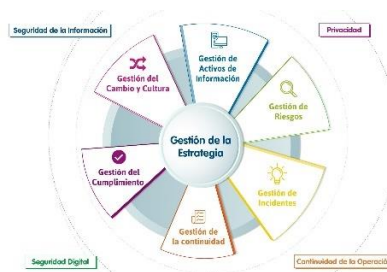 Seguridad de la Información
Privacidad
Gestión de
Activos de
Información
Gestión del
Cambio y Cultura
Gestión de
Riesgos
Gestión de la
Estrategia
Gestión del
Cumplimiento
Gestión de
Incidentes
Gestión de
la continuidad
Seguridad Digital
Continuidad de la Operació